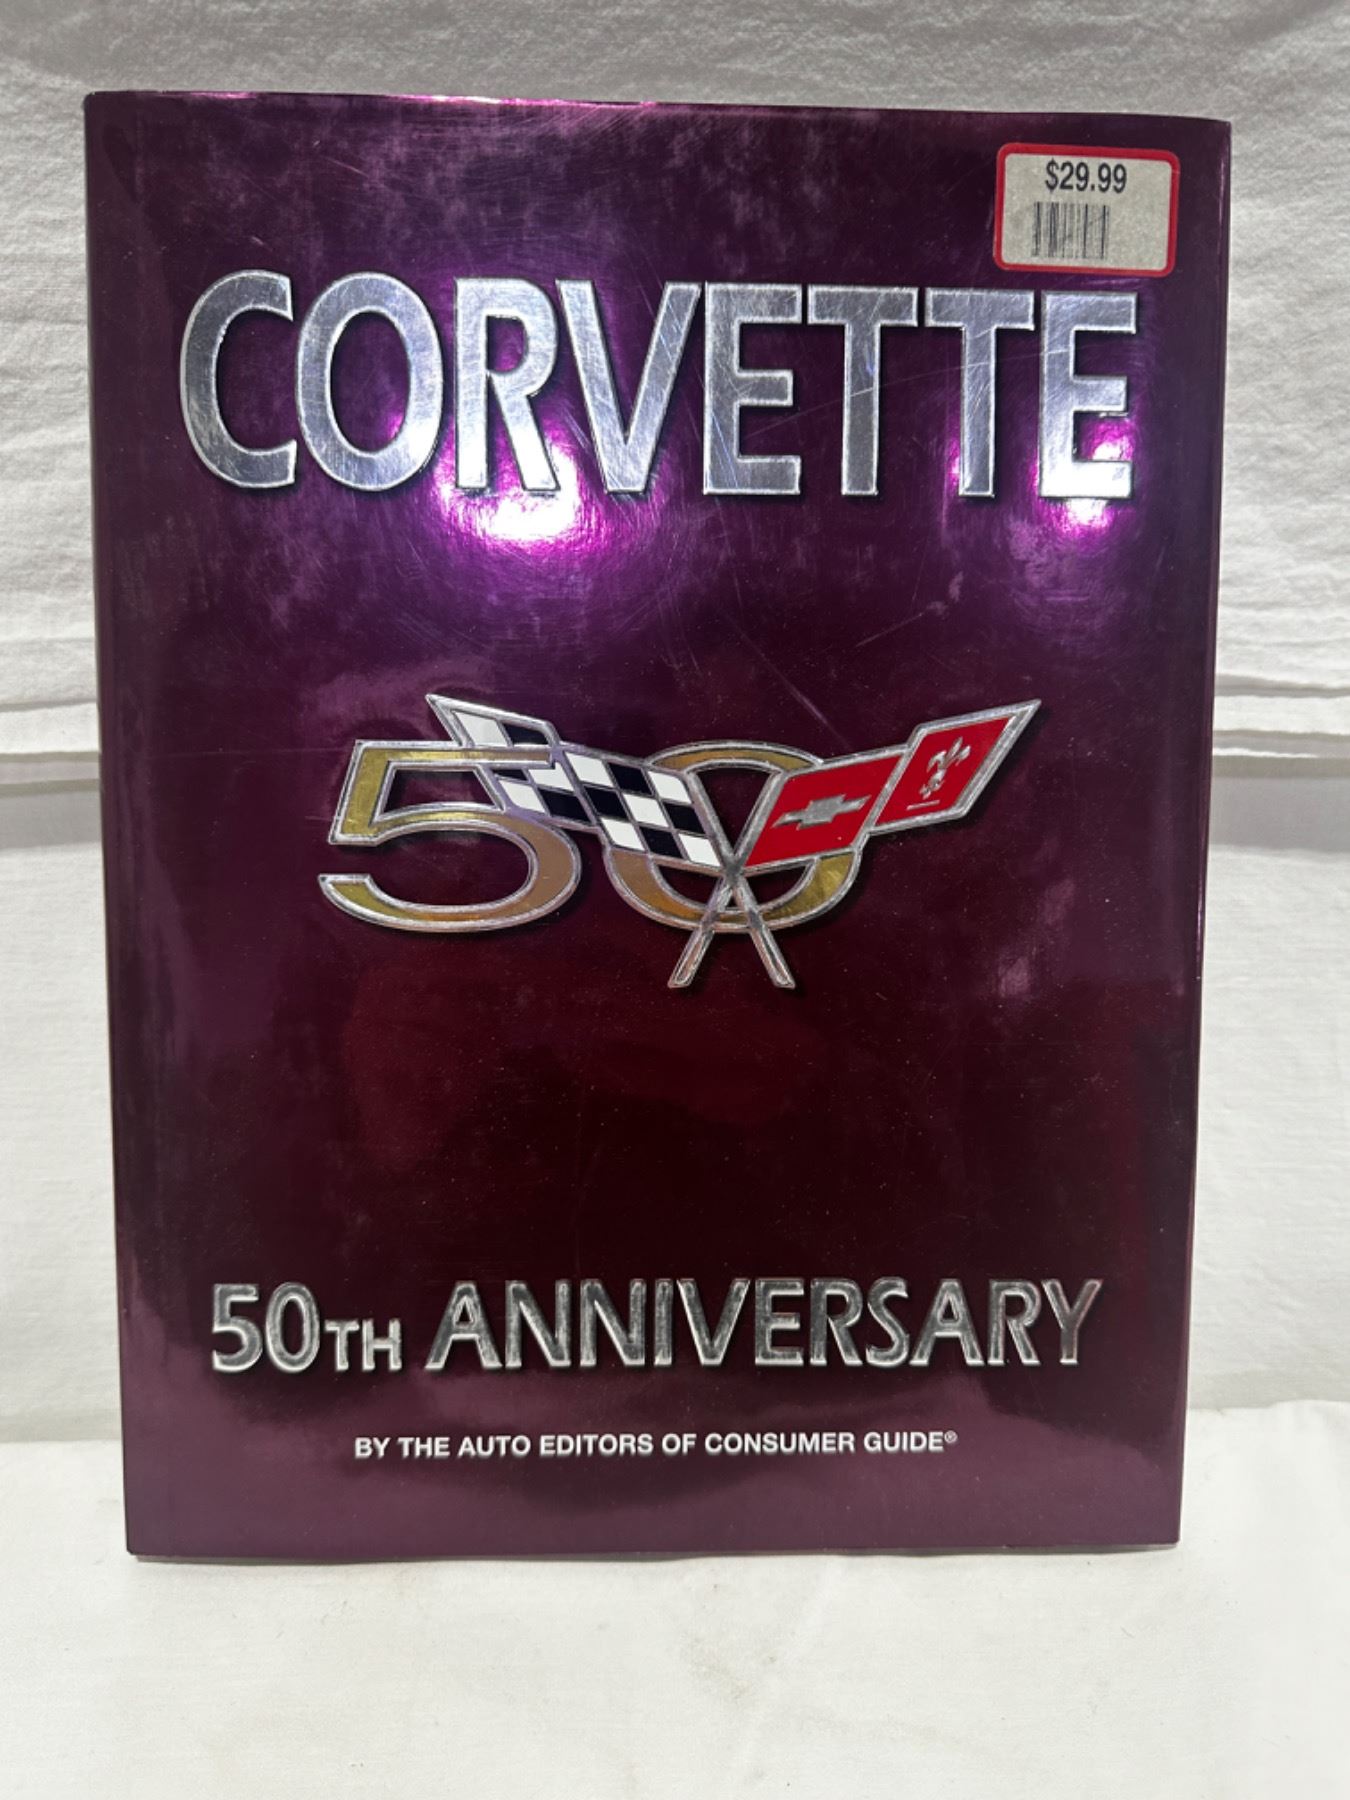 $29.99
CORVETTE
50
50TH ANNIVERSARY
BY THE AUTO EDITORS OF CONSUMER GUIDE®